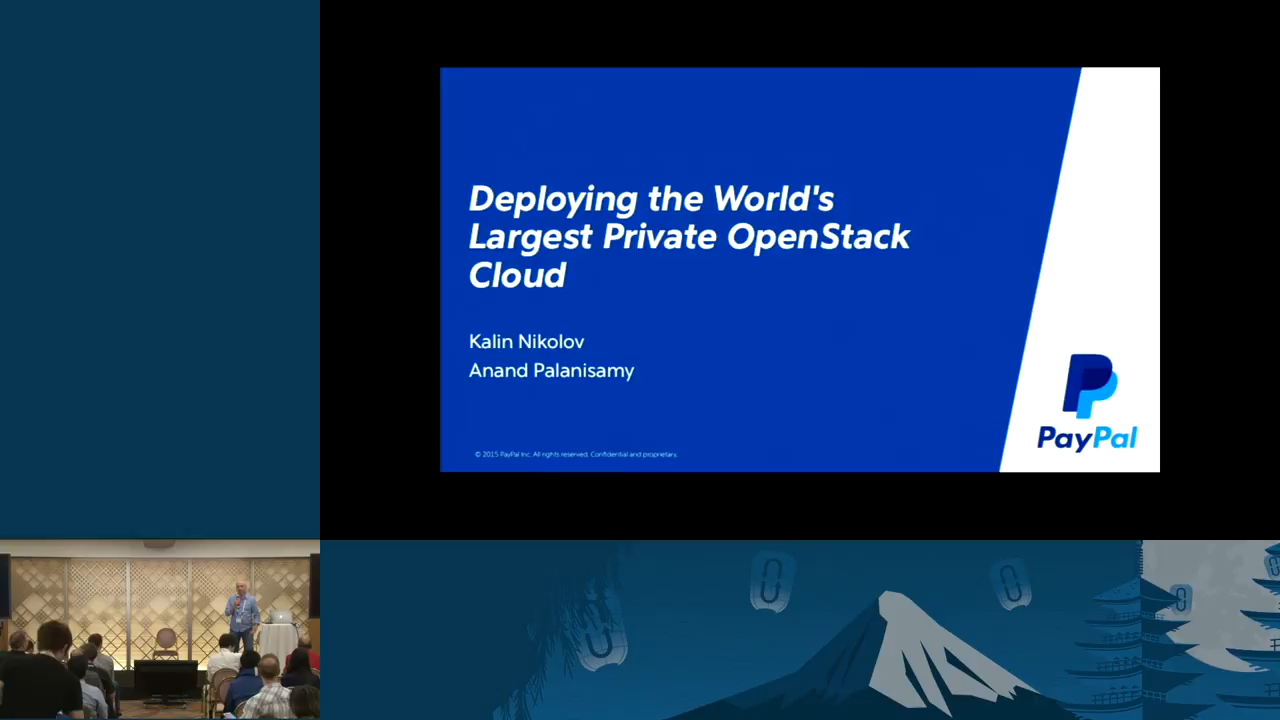 Deploying the World's
Largest Private OpenStack
Cloud
Kalin Nikolov
Anand Palanisamy
© 2015 PayPal Inc. All rights reserved. Confidential and proprietary.
PayPal